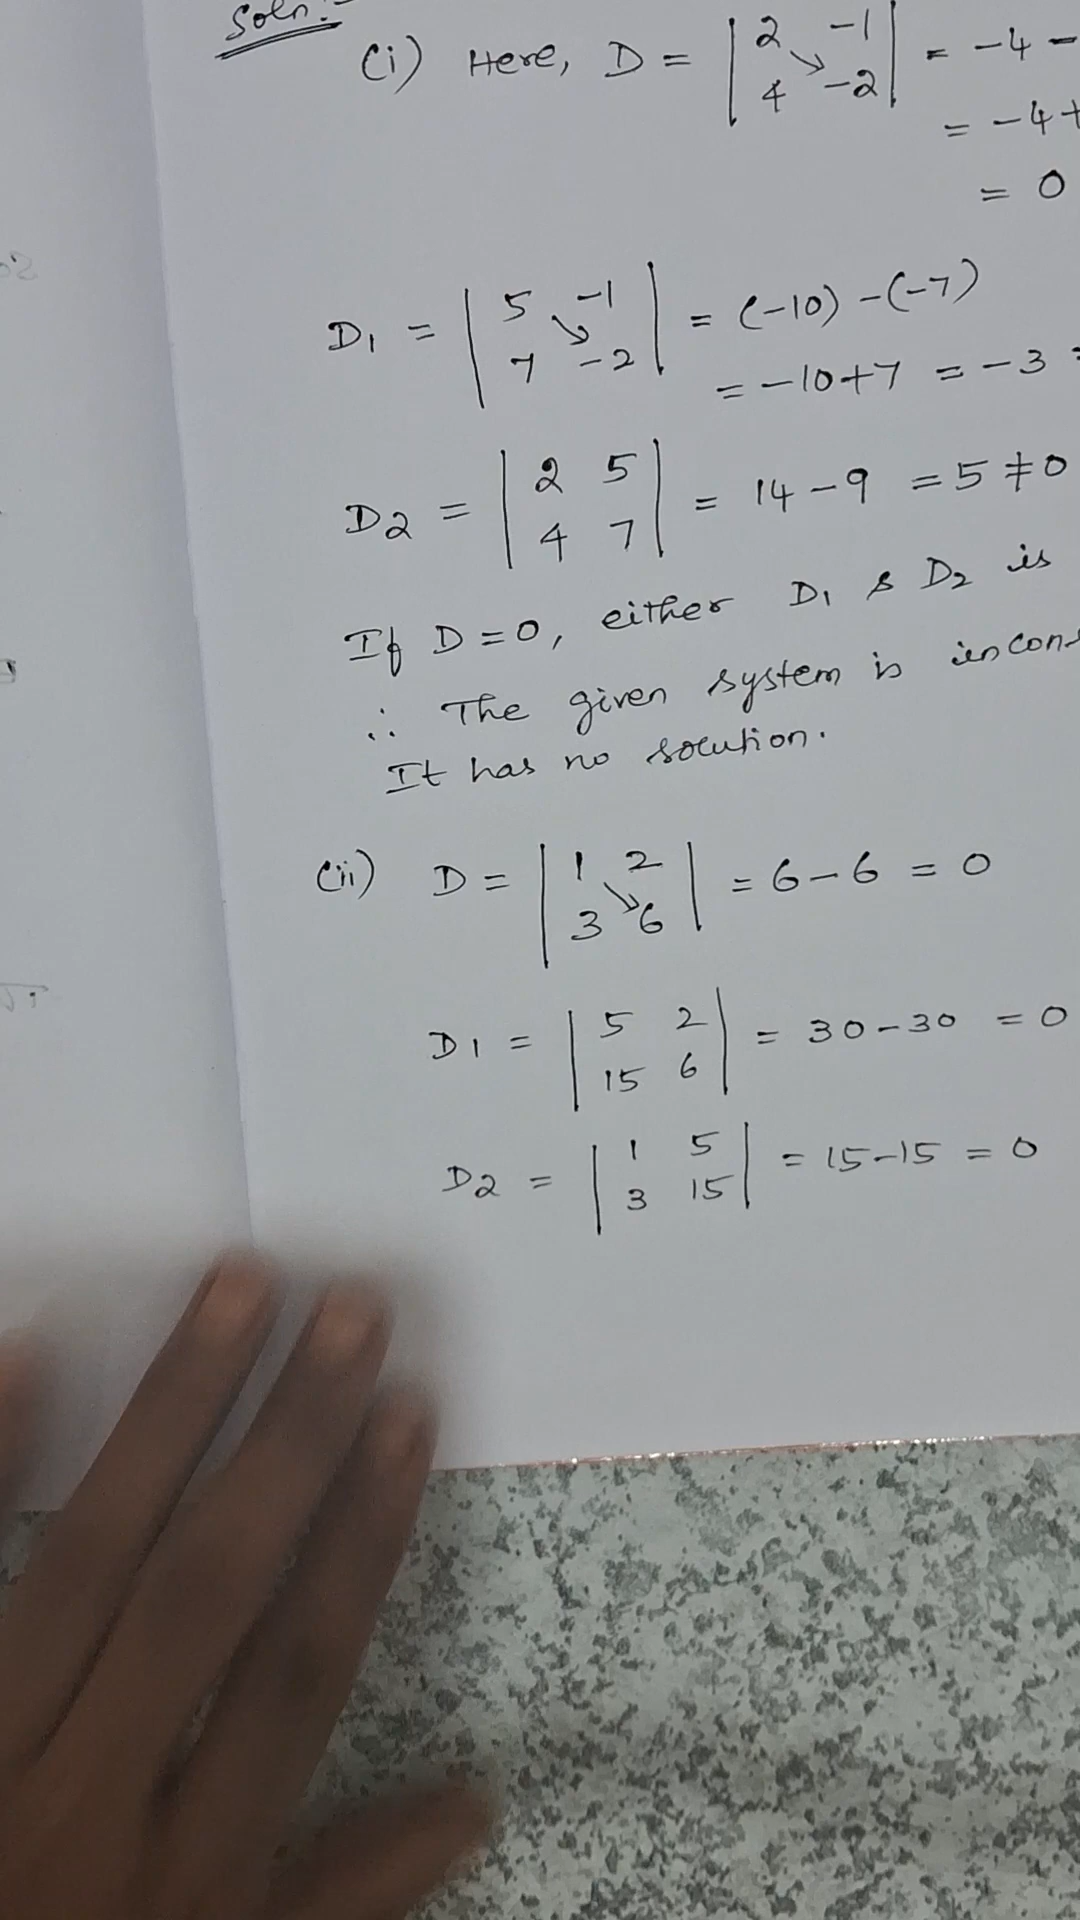 Soln:-
(i) Here, D = | 2 -1 | = -4 -
| 4 -2 |
= -4+
= 0
D1 = | 5 -1 | = (-10) -(-7)
| 7 -2 |
= -10+7 = -3
D2 = | 2 5 | = 14 - 9 = 5 ≠ 0
| 4 7 |
If D = 0, either D1 & D2 is
∴ The given system is incons
It has no solution.
(ii) D = | 1 2 | = 6 - 6 = 0
| 3 6 |
D1 = | 5 2 | = 30 - 30 = 0
| 15 6 |
D2 = | 1 5 | = 15-15 = 0
| 3 15 |